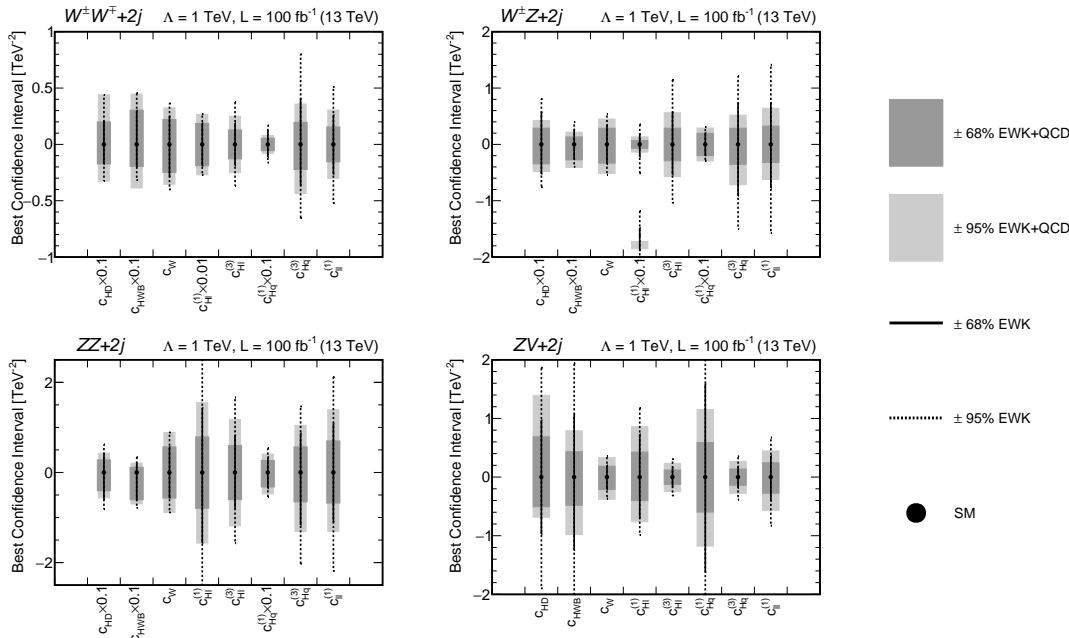 W±W∓+2j Λ = 1 TeV, L = 100 fb⁻¹ (13 TeV)
Best Confidence Interval [TeV⁻²]
1
0.5
0
−0.5
−1
c_HD×0.1
c_HWB×0.1
c_W
c_Hl^(1)×0.01
c_Hl^(3)
c_Hq^(1)×0.1
c_Hq^(3)
c_ll^(1)
W±Z+2j Λ = 1 TeV, L = 100 fb⁻¹ (13 TeV)
Best Confidence Interval [TeV⁻²]
2
1
0
−1
−2
c_HD×0.1
c_HWB×0.1
c_W
c_Hl^(1)×0.1
c_Hl^(3)
c_Hq^(1)×0.1
c_Hq^(3)
c_ll^(1)
ZZ+2j Λ = 1 TeV, L = 100 fb⁻¹ (13 TeV)
Best Confidence Interval [TeV⁻²]
2
1
0
−1
−2
c_HD×0.1
c_HWB×0.1
c_W
c_Hl^(1)
c_Hl^(3)
c_Hq^(1)×0.1
c_Hq^(3)
c_ll^(1)
ZV+2j Λ = 1 TeV, L = 100 fb⁻¹ (13 TeV)
Best Confidence Interval [TeV⁻²]
2
1
0
−1
−2
c_HD
c_HWB
c_W
c_Hl^(1)
c_Hl^(3)
c_Hq^(1)
c_Hq^(3)
c_ll^(1)
± 68% EWK+QCD
± 95% EWK+QCD
± 68% EWK
± 95% EWK
SM